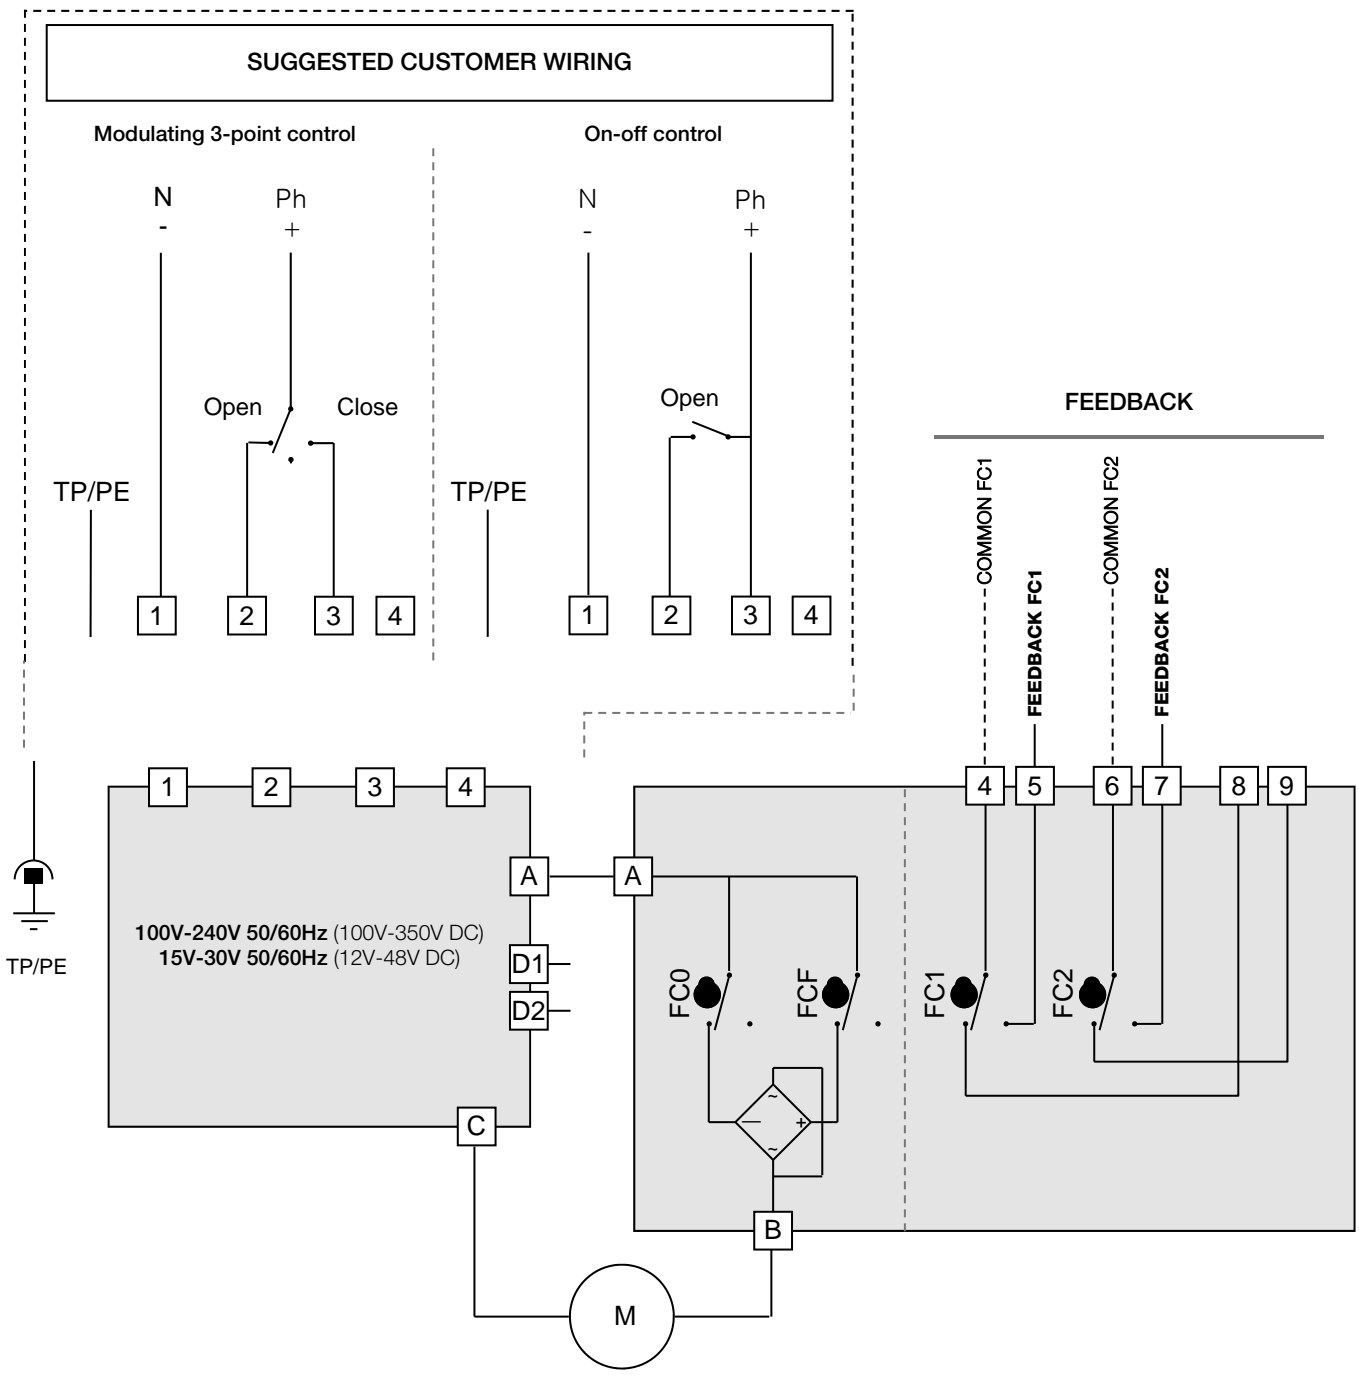 SUGGESTED CUSTOMER WIRING
Modulating 3-point control
On-off control
N
Ph
-
+
N
Ph
-
+
Open
Close
Open
TP/PE
TP/PE
1
2
3
4
1
2
3
4
FEEDBACK
COMMON FC1
FEEDBACK FC1
COMMON FC2
FEEDBACK FC2
1
2
3
4
4
5
6
7
8
9
A
A
100V-240V 50/60Hz (100V-350V DC)
15V-30V 50/60Hz (12V-48V DC)
D1
D2
TP/PE
FC0
FCF
FC1
FC2
~
—
+
~
C
B
M